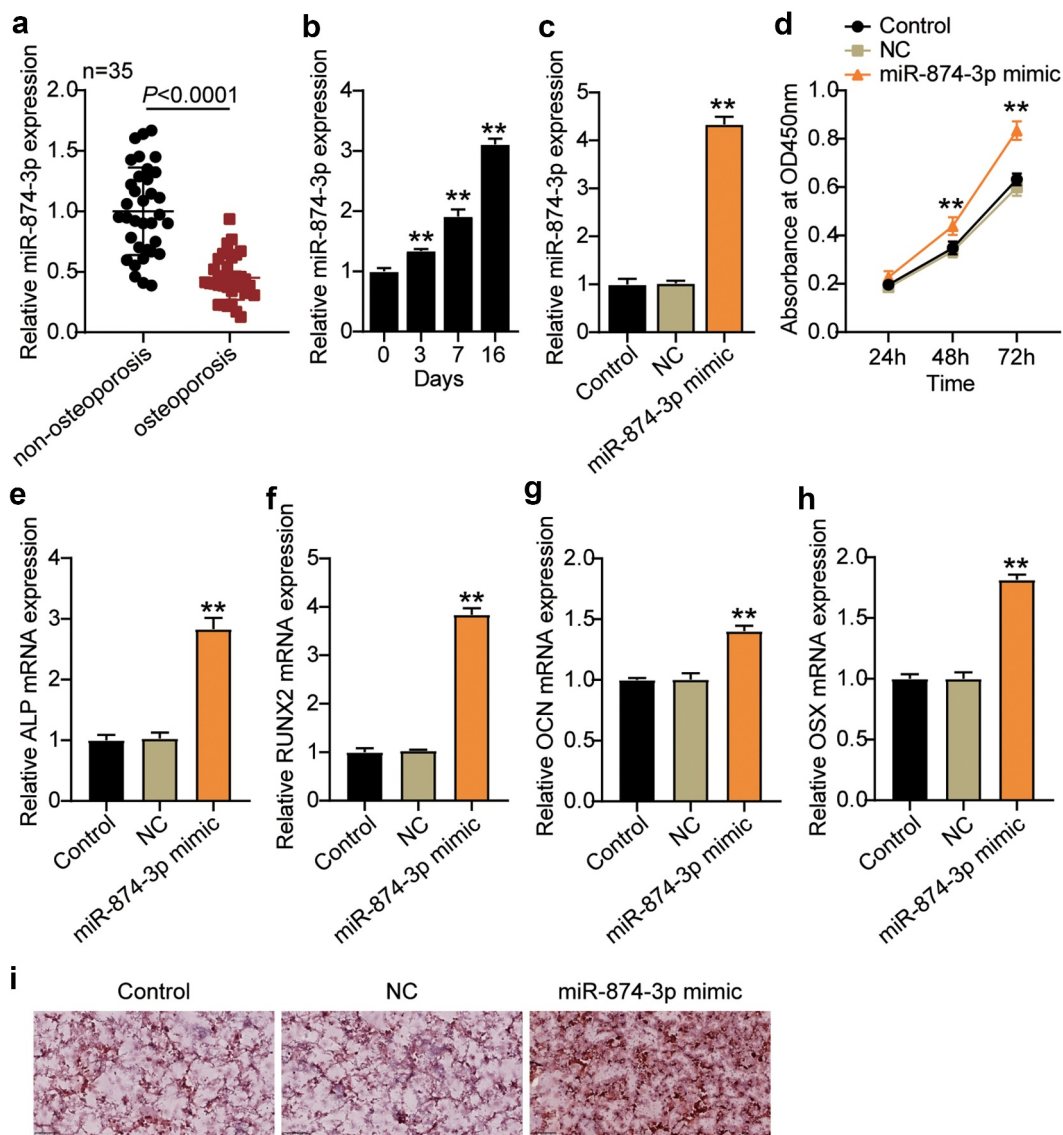 a
n=35
P<0.0001
Relative miR-874-3p expression
2.0
1.5
1.0
0.5
0.0
non-osteoporosis
osteoporosis
b
Relative miR-874-3p expression
4
3
2
1
0
**
**
**
0 3 7 16
Days
c
Relative miR-874-3p expression
5
4
3
2
1
0
**
Control
NC
miR-874-3p mimic
d
Control
NC
miR-874-3p mimic
Absorbance at OD450nm
1.0
0.8
0.6
0.4
0.2
0.0
**
**
24h 48h 72h
Time
e
Relative ALP mRNA expression
4
3
2
1
0
**
Control
NC
miR-874-3p mimic
f
Relative RUNX2 mRNA expression
5
4
3
2
1
0
**
Control
NC
miR-874-3p mimic
g
Relative OCN mRNA expression
2.0
1.5
1.0
0.5
0.0
**
Control
NC
miR-874-3p mimic
h
Relative OSX mRNA expression
2.0
1.5
1.0
0.5
0.0
**
Control
NC
miR-874-3p mimic
i
Control
NC
miR-874-3p mimic